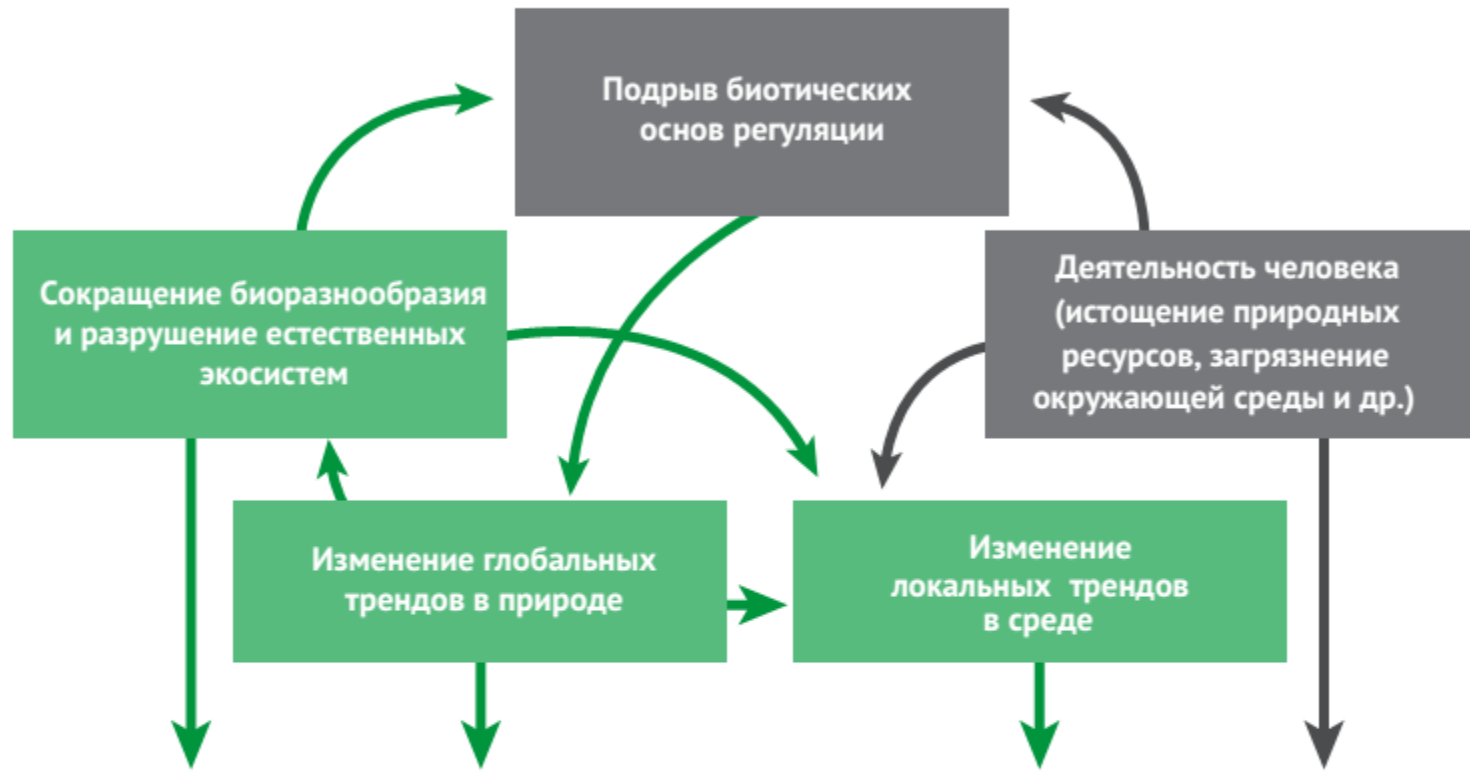 Подрыв биотических
основ регуляции
Сокращение биоразнообразия
и разрушение естественных
экосистем
Деятельность человека
(истощение природных
ресурсов, загрязнение
окружающей среды и др.)
Изменение глобальных
трендов в природе
Изменение
локальных трендов
в среде